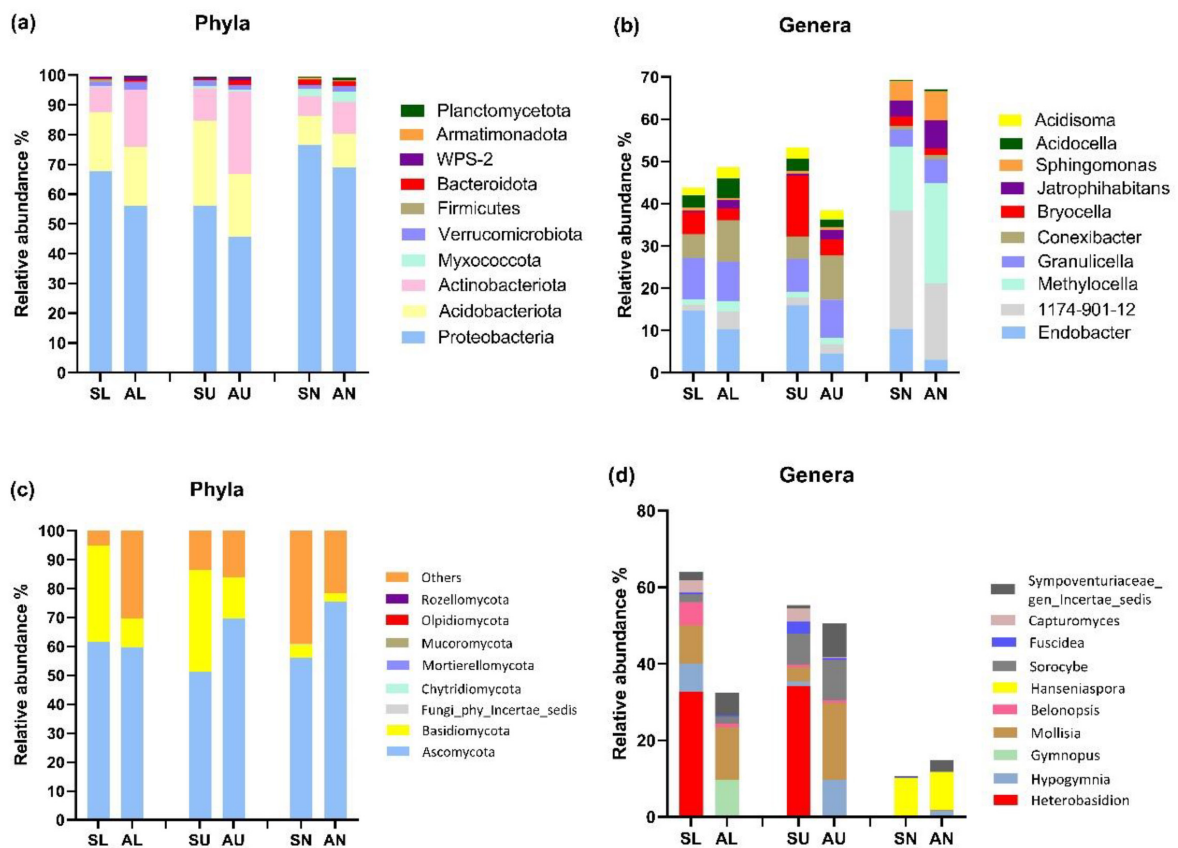 (a)
Phyla
Relative abundance %
100
90
80
70
60
50
40
30
20
10
0
SL AL SU AU SN AN
Planctomycetota
Armatimonadota
WPS-2
Bacteroidota
Firmicutes
Verrucomicrobiota
Myxococcota
Actinobacteriota
Acidobacteriota
Proteobacteria
(b)
Genera
Relative abundance %
70
60
50
40
30
20
10
0
SL AL SU AU SN AN
Acidisoma
Acidocella
Sphingomonas
Jatrophihabitans
Bryocella
Conexibacter
Granulicella
Methylocella
1174-901-12
Endobacter
(c)
Phyla
Relative abundance %
100
90
80
70
60
50
40
30
20
10
0
SL AL SU AU SN AN
Others
Rozellomycota
Olpidiomycota
Mucoromycota
Mortierellomycota
Chytridiomycota
Fungi_phy_Incertae_sedis
Basidiomycota
Ascomycota
(d)
Genera
Relative abundance %
80
60
40
20
0
SL AL SU AU SN AN
Sympoventuriaceae_
gen_Incertae_sedis
Capturomyces
Fuscidea
Sorocybe
Hanseniaspora
Belonopsis
Mollisia
Gymnopus
Hypogymnia
Heterobasidion